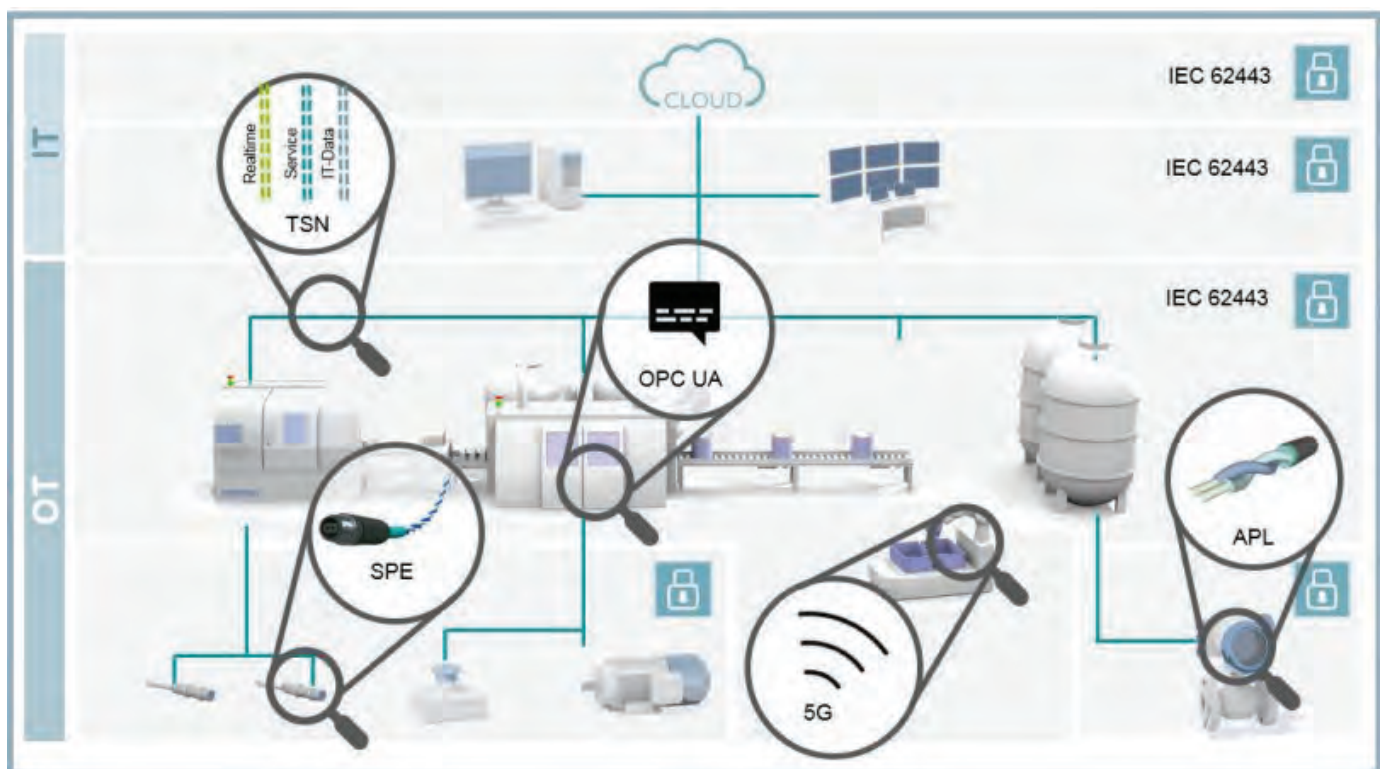 IT
CLOUD
IEC 62443
Realtime
Service
IT-Data
TSN
IEC 62443
OT
IEC 62443
OPC UA
SPE
APL
5G